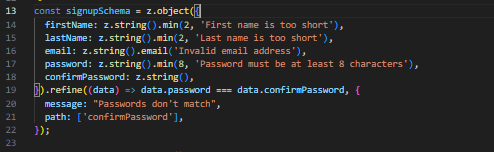 13 const signupSchema = z.object({
14 firstName: z.string().min(2, 'First name is too short'),
15 lastName: z.string().min(2, 'Last name is too short'),
16 email: z.string().email('Invalid email address'),
17 password: z.string().min(8, 'Password must be at least 8 characters'),
18 confirmPassword: z.string(),
19 }).refine((data) => data.password === data.confirmPassword, {
20 message: "Passwords don't match",
21 path: ['confirmPassword'],
22 });